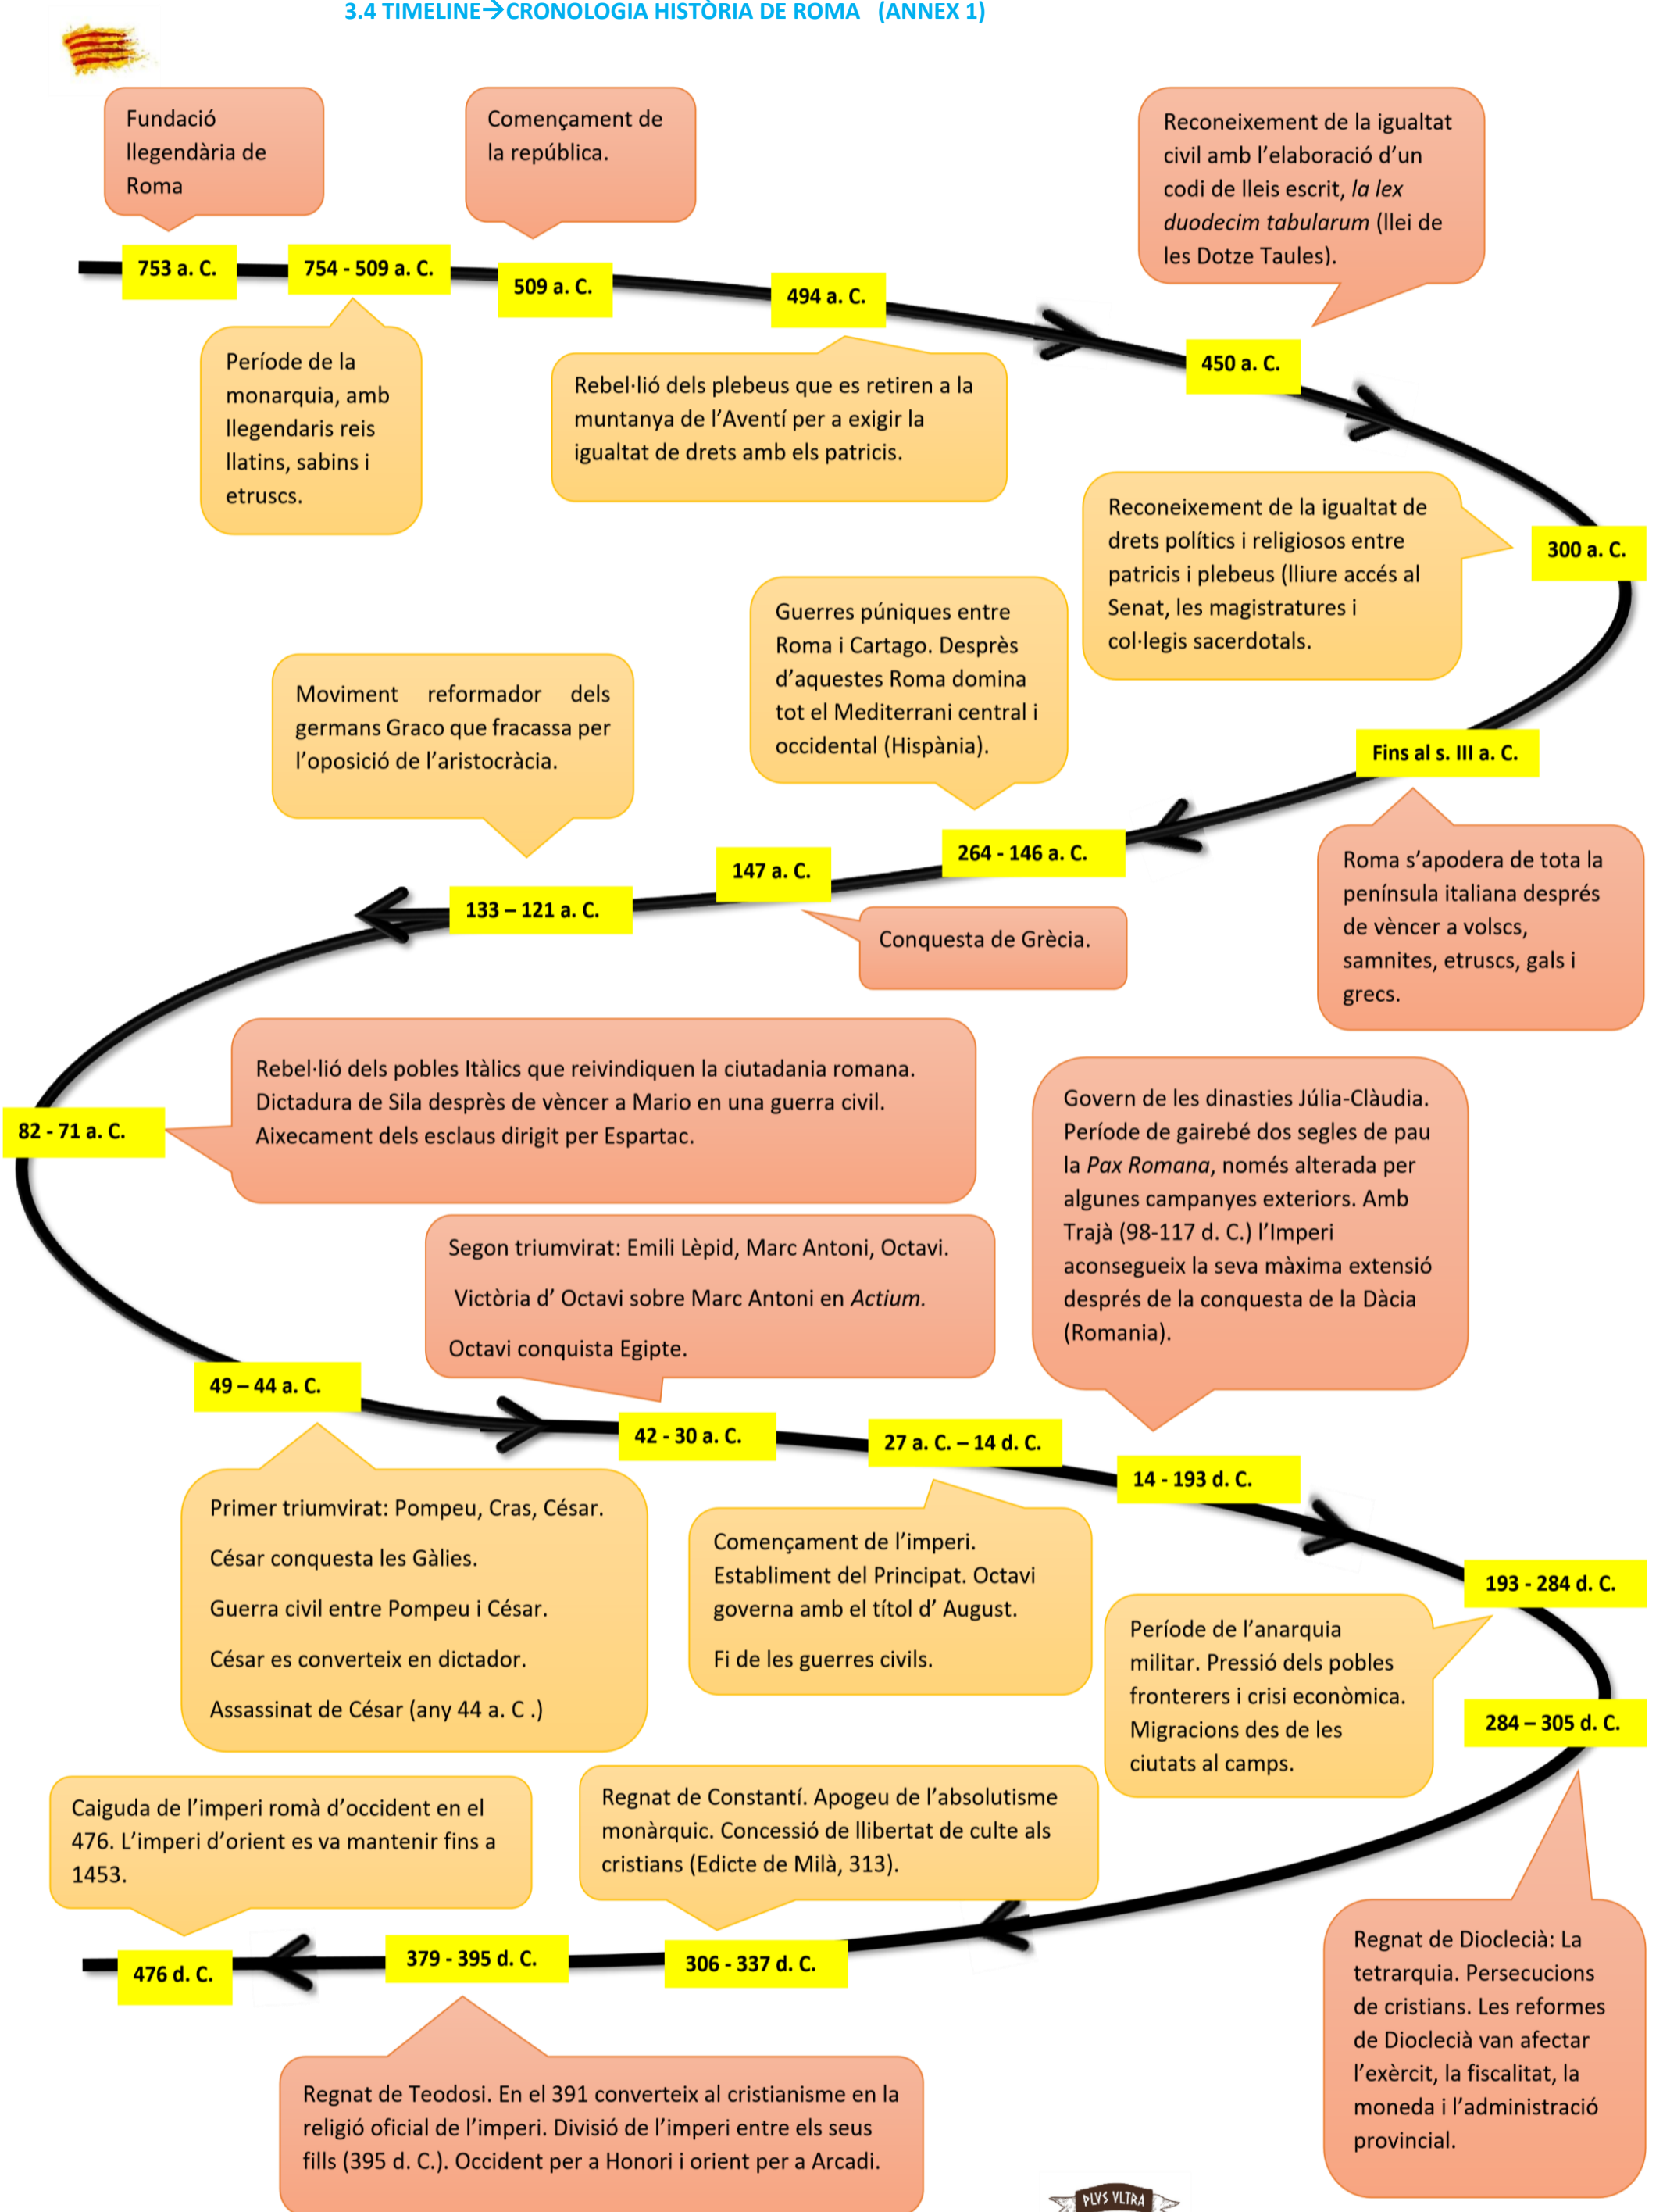 3.4 TIMELINE→CRONOLOGIA HISTÒRIA DE ROMA (ANNEX 1)
Fundació
llegendària de
Roma
753 a. C.
754 - 509 a. C.
Període de la
monarquia, amb
llegendaris reis
llatins, sabins i
etruscs.
Començament de
la república.
509 a. C.
494 a. C.
Rebel·lió dels plebeus que es retiren a la
muntanya de l’Aventí per a exigir la
igualtat de drets amb els patricis.
Reconeixement de la igualtat
civil amb l’elaboració d’un
codi de lleis escrit, la lex
duodecim tabularum (llei de
les Dotze Taules).
450 a. C.
Reconeixement de la igualtat de
drets polítics i religiosos entre
patricis i plebeus (lliure accés al
Senat, les magistratures i
col·legis sacerdotals.
300 a. C.
Fins al s. III a. C.
Roma s’apodera de tota la
península italiana després
de vèncer a volscs,
samnites, etruscs, gals i
grecs.
Guerres púniques entre
Roma i Cartago. Desprès
d’aquestes Roma domina
tot el Mediterrani central i
occidental (Hispània).
264 - 146 a. C.
147 a. C.
Conquesta de Grècia.
Moviment reformador dels
germans Graco que fracassa per
l’oposició de l’aristocràcia.
133 – 121 a. C.
82 - 71 a. C.
Rebel·lió dels pobles Itàlics que reivindiquen la ciutadania romana.
Dictadura de Sila desprès de vèncer a Mario en una guerra civil.
Aixecament dels esclaus dirigit per Espartac.
49 – 44 a. C.
Primer triumvirat: Pompeu, Cras, César.
César conquesta les Gàlies.
Guerra civil entre Pompeu i César.
César es converteix en dictador.
Assassinat de César (any 44 a. C .)
Segon triumvirat: Emili Lèpid, Marc Antoni, Octavi.
Victòria d’ Octavi sobre Marc Antoni en Actium.
Octavi conquista Egipte.
42 - 30 a. C.
27 a. C. – 14 d. C.
Començament de l’imperi.
Establiment del Principat. Octavi
governa amb el títol d’ August.
Fi de les guerres civils.
Govern de les dinasties Júlia-Clàudia.
Període de gairebé dos segles de pau
la Pax Romana, només alterada per
algunes campanyes exteriors. Amb
Trajà (98-117 d. C.) l’Imperi
aconsegueix la seva màxima extensió
després de la conquesta de la Dàcia
(Romania).
14 - 193 d. C.
193 - 284 d. C.
Període de l’anarquia
militar. Pressió dels pobles
fronterers i crisi econòmica.
Migracions des de les
ciutats al camps.
284 – 305 d. C.
Regnat de Dioclecià: La
tetrarquia. Persecucions
de cristians. Les reformes
de Dioclecià van afectar
l’exèrcit, la fiscalitat, la
moneda i l’administració
provincial.
Regnat de Constantí. Apogeu de l’absolutisme
monàrquic. Concessió de llibertat de culte als
cristians (Edicte de Milà, 313).
306 - 337 d. C.
379 - 395 d. C.
Regnat de Teodosi. En el 391 converteix al cristianisme en la
religió oficial de l’imperi. Divisió de l’imperi entre els seus
fills (395 d. C.). Occident per a Honori i orient per a Arcadi.
Caiguda de l’imperi romà d’occident en el
476. L’imperi d’orient es va mantenir fins a
1453.
476 d. C.
PLVS VLTRA